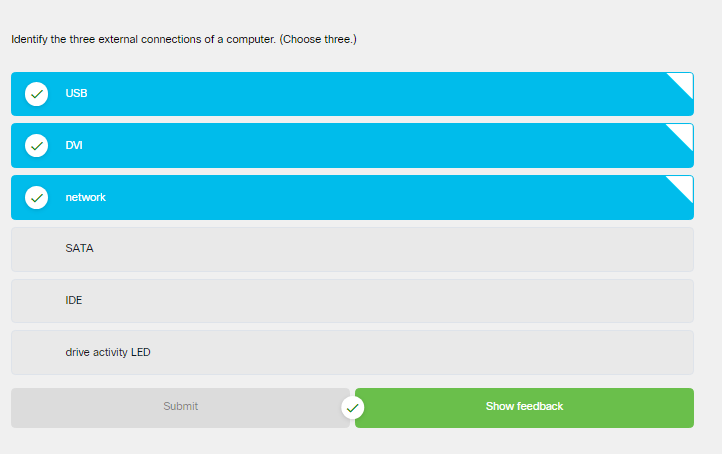 Identify the three external connections of a computer. (Choose three.)
USB
DVI
network
SATA
IDE
drive activity LED
Submit
Show feedback